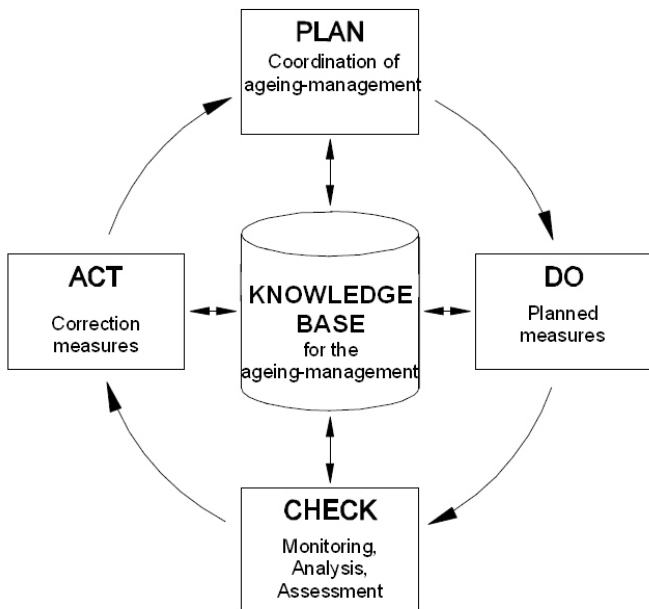 PLAN
Coordination of
ageing-management
ACT
Correction
measures
KNOWLEDGE
BASE
for the
ageing-management
DO
Planned
measures
CHECK
Monitoring,
Analysis,
Assessment